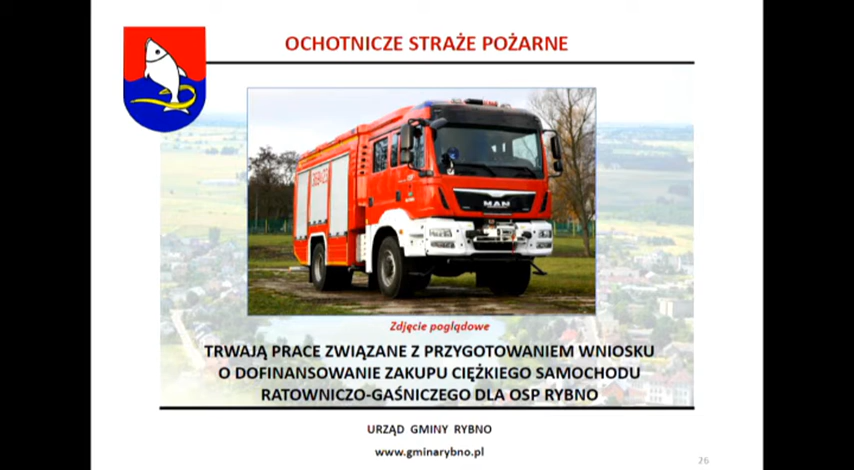 OCHOTNICZE STRAŻE POŻARNE
MAN
Zdjęcie poglądowe
TRWAJĄ PRACE ZWIĄZANE Z PRZYGOTOWANIEM WNIOSKU
O DOFINANSOWANIE ZAKUPU CIĘŻKIEGO SAMOCHODU
RATOWNICZO-GAŚNICZEGO DLA OSP RYBNO
URZĄD GMINY RYBNO
www.gminarybno.pl
26